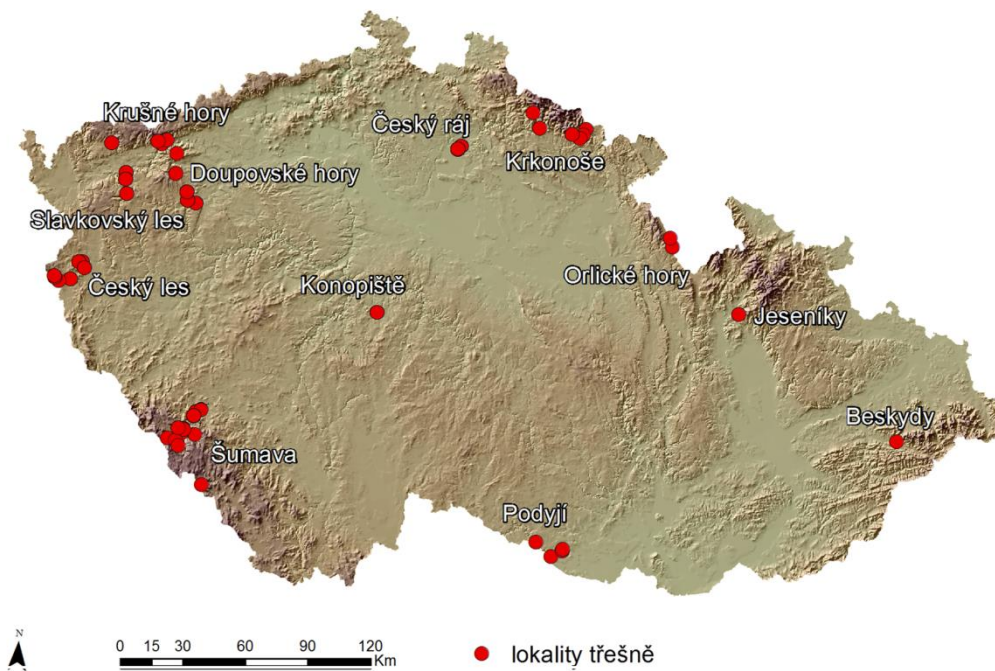 Krušné hory
Český ráj
Krkonoše
Doupovské hory
Slavkovský les
Orlické hory
Český les
Konopiště
Jeseníky
Beskydy
Šumava
Podyjí
N
0 15 30 60 90 120
Km
lokality třešně